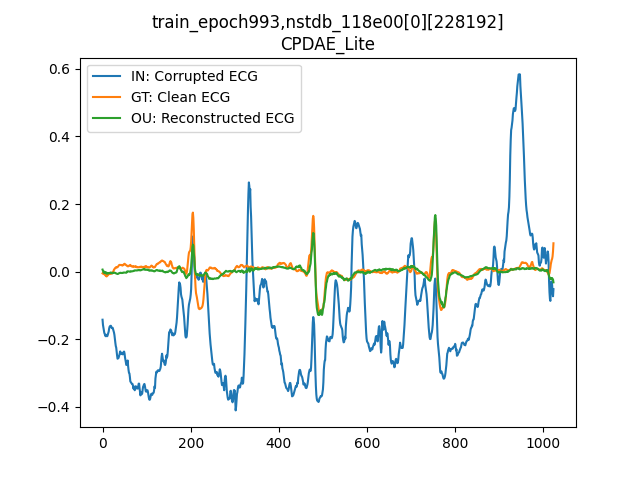 train_epoch993,nstdb_118e00[0][228192]
CPDAE_Lite
IN: Corrupted ECG
GT: Clean ECG
OU: Reconstructed ECG
0.6
0.4
0.2
0.0
−0.2
−0.4
0 200 400 600 800 1000